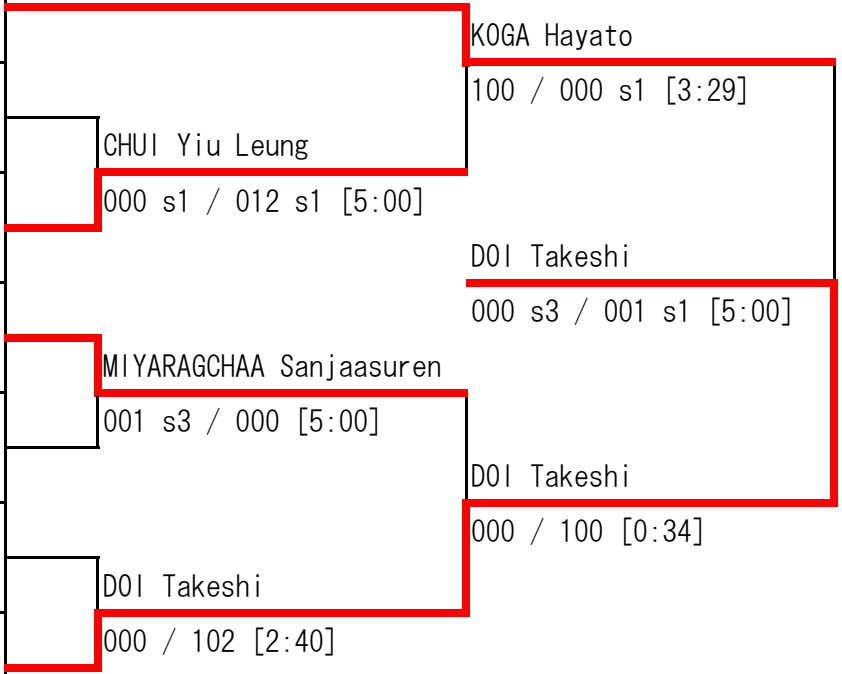 KOGA Hayato
100 / 000 s1 [3:29]
CHUI Yiu Leung
000 s1 / 012 s1 [5:00]
DOI Takeshi
000 s3 / 001 s1 [5:00]
MIYARAGCHAA Sanjaasuren
001 s3 / 000 [5:00]
DOI Takeshi
000 / 100 [0:34]
DOI Takeshi
000 / 102 [2:40]